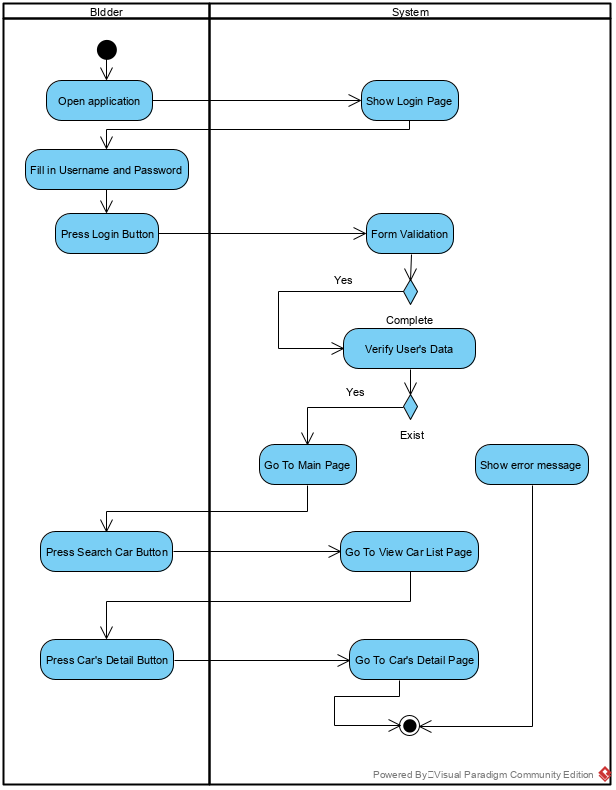 BIdder
System
Open application
Show Login Page
Fill in Username and Password
Press Login Button
Form Validation
Yes
Complete
Verify User's Data
Yes
Exist
Go To Main Page
Show error message
Press Search Car Button
Go To View Car List Page
Press Car's Detail Button
Go To Car's Detail Page
Powered By Visual Paradigm Community Edition